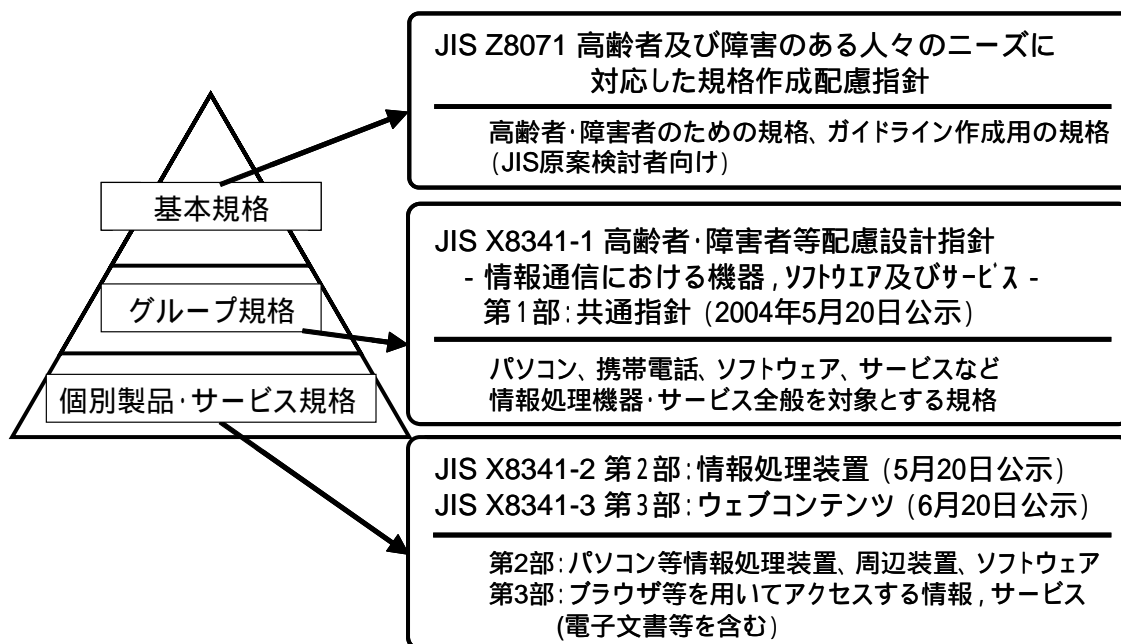 JIS Z8071 高齢者及び障害のある人々のニーズに
対応した規格作成配慮指針
高齢者・障害者のための規格、ガイドライン作成用の規格
(JIS原案検討者向け)
基本規格
JIS X8341-1 高齢者・障害者等配慮設計指針
- 情報通信における機器,ソフトウエア及びサービス -
第1部:共通指針 (2004年5月20日公示)
グループ規格
パソコン、携帯電話、ソフトウェア、サービスなど
情報処理機器・サービス全般を対象とする規格
個別製品・サービス規格
JIS X8341-2 第2部:情報処理装置 (5月20日公示)
JIS X8341-3 第3部:ウェブコンテンツ (6月20日公示)
第2部:パソコン等情報処理装置、周辺装置、ソフトウェア
第3部:ブラウザ等を用いてアクセスする情報,サービス
(電子文書等を含む)